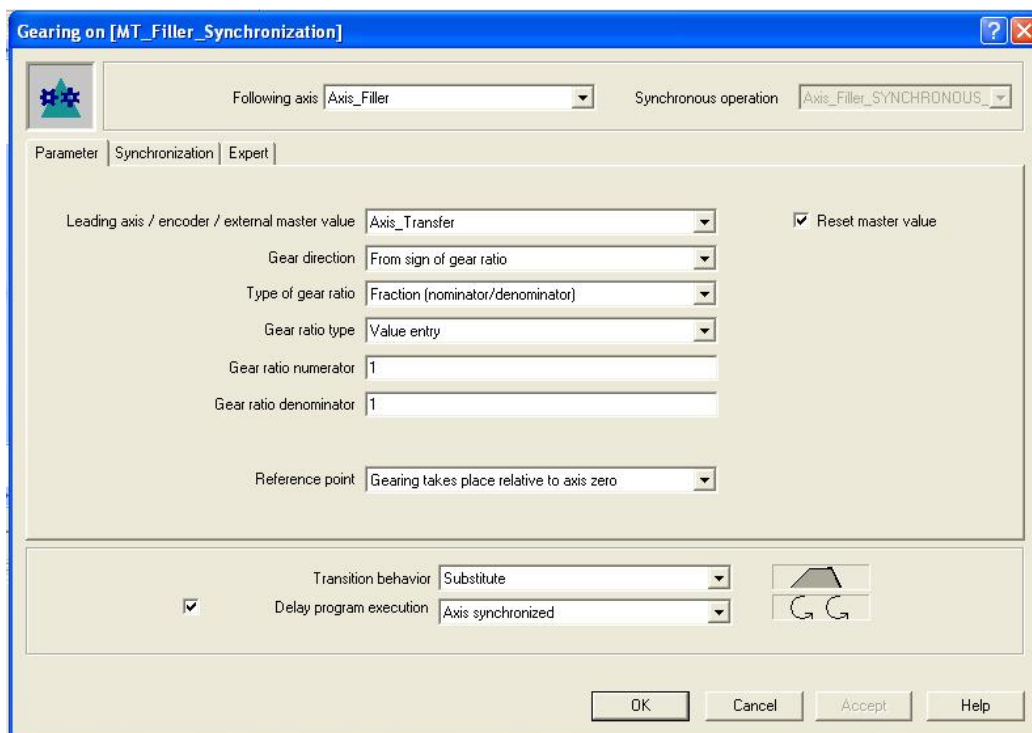 Gearing on [MT_Filler_Synchronization]
Following axis Axis_Filler Synchronous operation Axis_Filler_SYNCHRONOUS_
Parameter Synchronization Expert
Leading axis / encoder / external master value Axis_Transfer Reset master value
Gear direction From sign of gear ratio
Type of gear ratio Fraction (nominator/denominator)
Gear ratio type Value entry
Gear ratio numerator 1
Gear ratio denominator 1
Reference point Gearing takes place relative to axis zero
Transition behavior Substitute
Delay program execution Axis synchronized
OK Cancel Accept Help